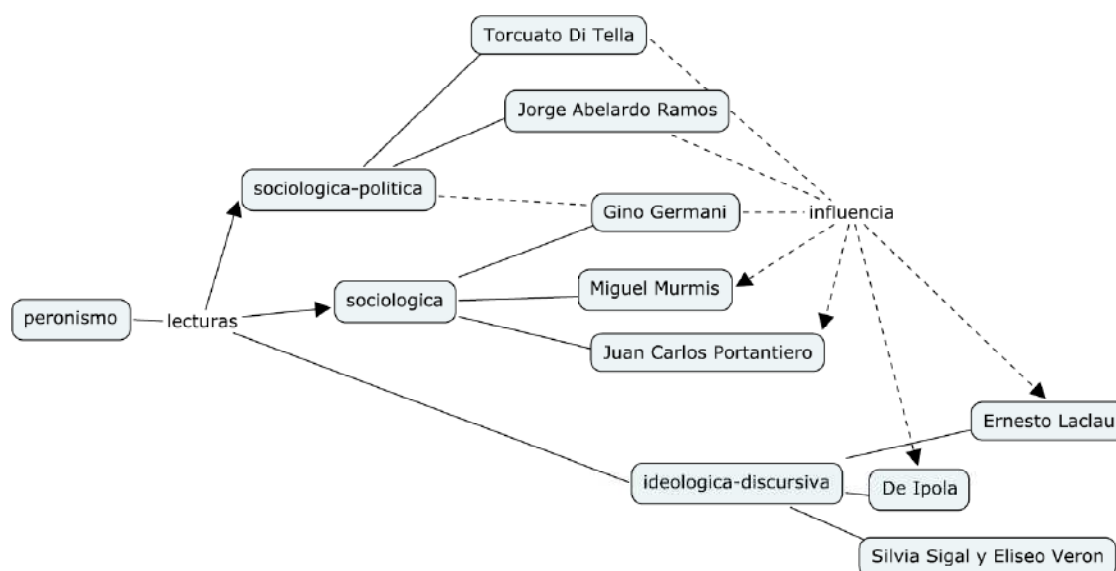 Torcuato Di Tella
Jorge Abelardo Ramos
sociologica-politica
Gino Germani
influencia
sociologica
Miguel Murmis
peronismo
lecturas
Juan Carlos Portantiero
Ernesto Laclau
ideologica-discursiva
De Ipola
Silvia Sigal y Eliseo Veron